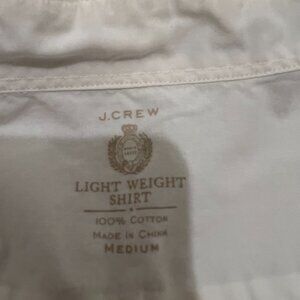 J.CREW
LIGHT WEIGHT
SHIRT
100% COTTON
MADE IN CHINA
MEDIUM